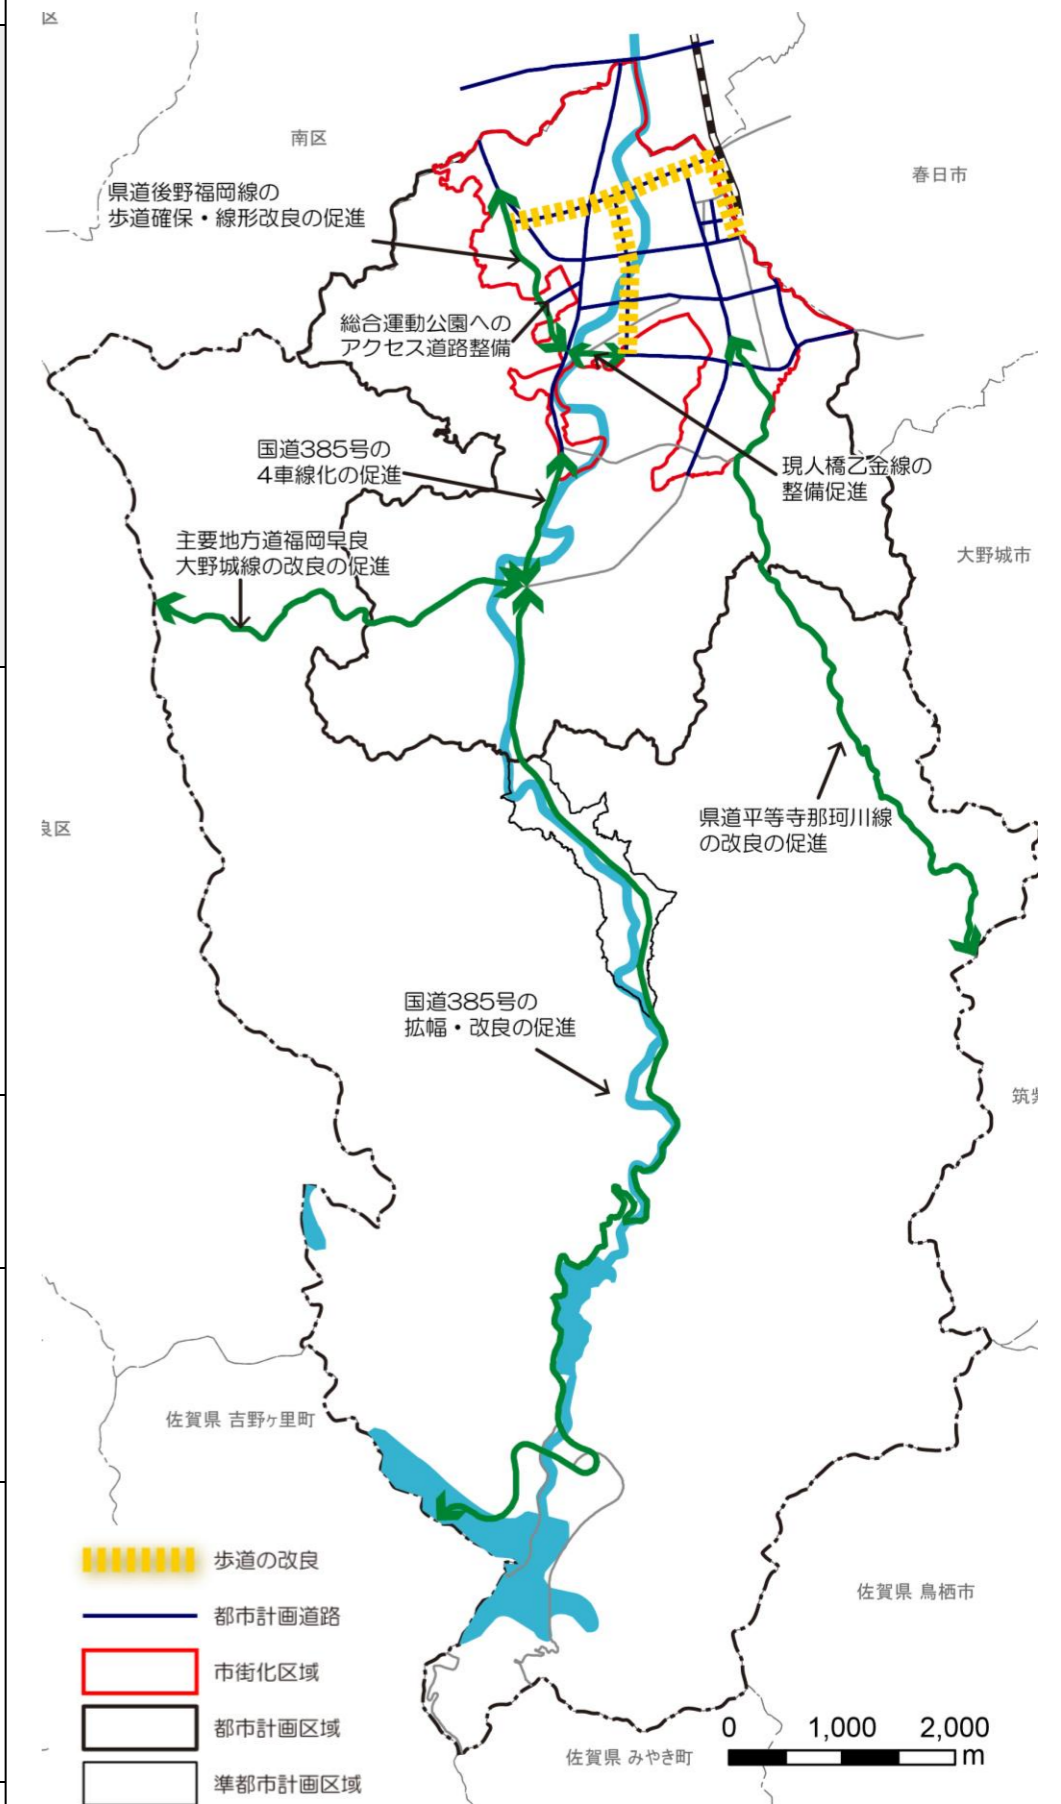 区
南区
春日市
県道後野福岡線の
歩道確保・線形改良の促進
総合運動公園への
アクセス道路整備
国道385号の
4車線化の促進
現人橋乙金線の
整備促進
主要地方道福岡早良
大野城線の改良の促進
大野城市
県道平等寺那珂川線
の改良の促進
良区
国道385号の
拡幅・改良の促進
筑紫
佐賀県 吉野ヶ里町
歩道の改良
都市計画道路
佐賀県 鳥栖市
市街化区域
都市計画区域
0 1,000 2,000
m
佐賀県 みやき町
準都市計画区域